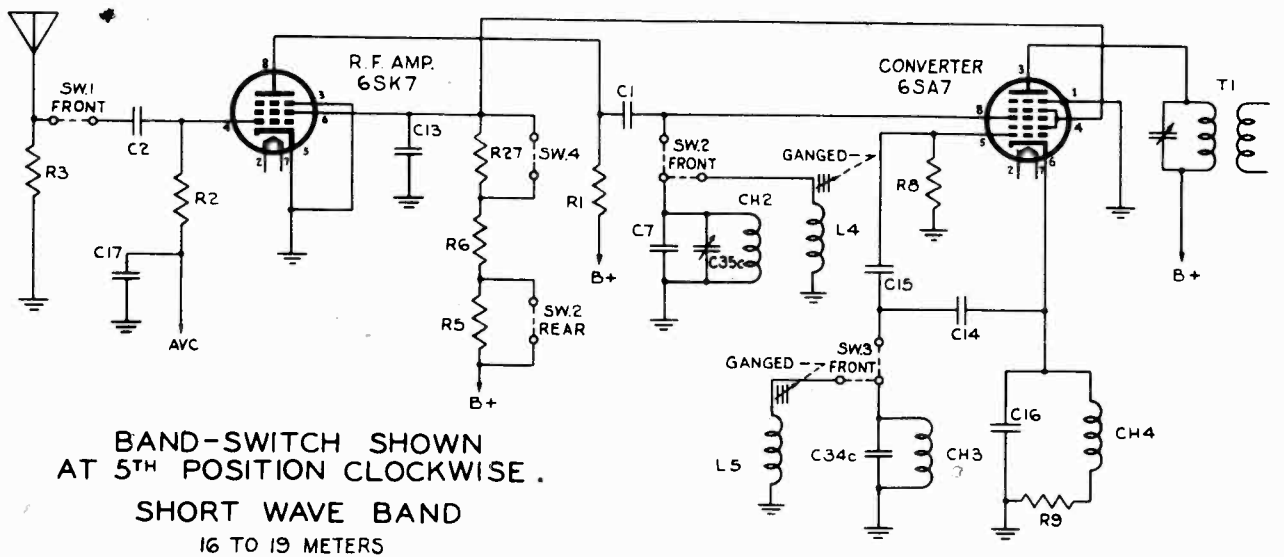 R.F. AMP.
6SK7
CONVERTER
6SA7
SW.1
FRONT
C2
R3
R2
C17
AVC
8
3
6
4
2
7
5
C13
R27
SW.4
R6
R5
SW.2
REAR
B+
R1
B+
C1
SW.2
FRONT
C7
C35c
CH2
GANGED
L4
R8
C15
C14
3
1
8
4
5
2
7
6
T1
B+
GANGED
SW.3
FRONT
L5
C34c
CH3
C16
CH4
R9
BAND-SWITCH SHOWN
AT 5TH POSITION CLOCKWISE.
SHORT WAVE BAND
16 TO 19 METERS